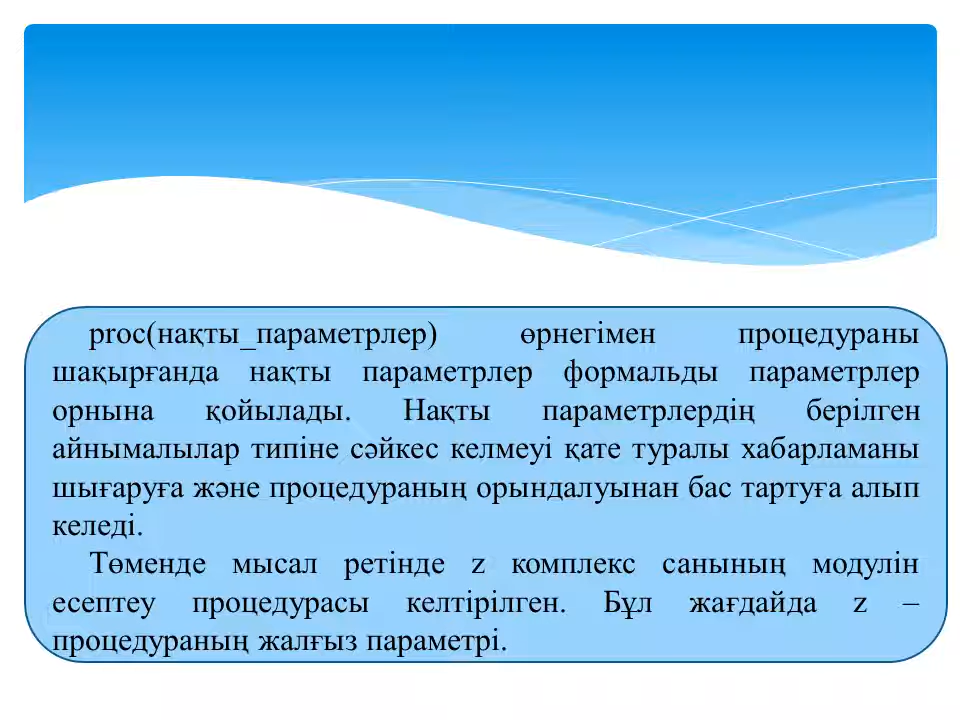 proc(нақты_параметрлер) өрнегімен процедураны
шақырғанда нақты параметрлер формальды параметрлер
орнына қойылады. Нақты параметрлердің берілген
айнымалылар типіне сәйкес келмеуі қате туралы хабарламаны
шығаруға және процедураның орындалуынан бас тартуға алып
келеді.
Төменде мысал ретінде z комплекс санының модулін
есептеу процедурасы келтірілген. Бұл жағдайда z –
процедураның жалғыз параметрі.